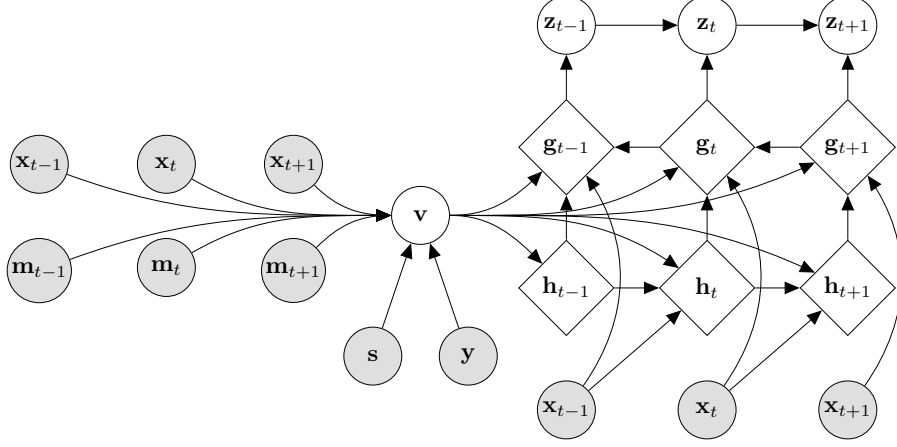 z_{t−1} z_t z_{t+1}
x_{t−1} x_t x_{t+1} g_{t−1} g_t g_{t+1}
v
m_{t−1} m_t m_{t+1} h_{t−1} h_t h_{t+1}
s y
x_{t−1} x_t x_{t+1}